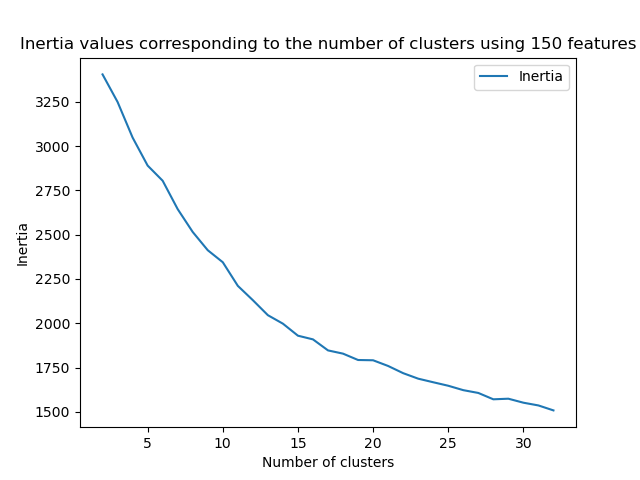 Inertia values corresponding to the number of clusters using 150 features
Inertia
3250
3000
2750
2500
2250
2000
1750
1500
Inertia
5 10 15 20 25 30
Number of clusters